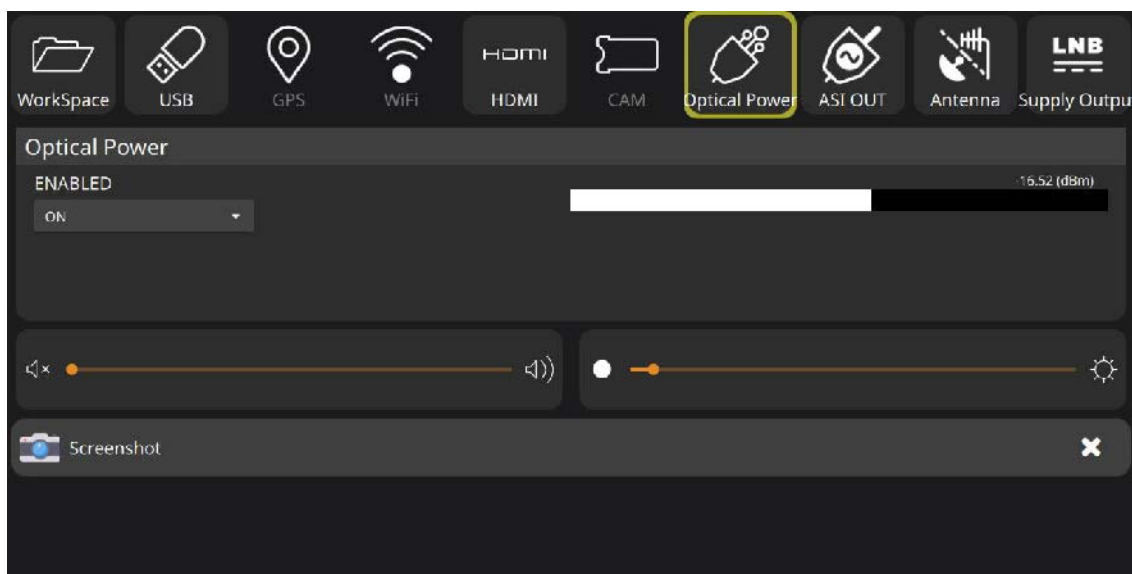 HDMI
LNB
WorkSpace USB GPS WiFi HDMI CAM Optical Power ASI OUT Antenna Supply Outpu
Optical Power
ENABLED
-16.52 (dBm)
ON
Screenshot